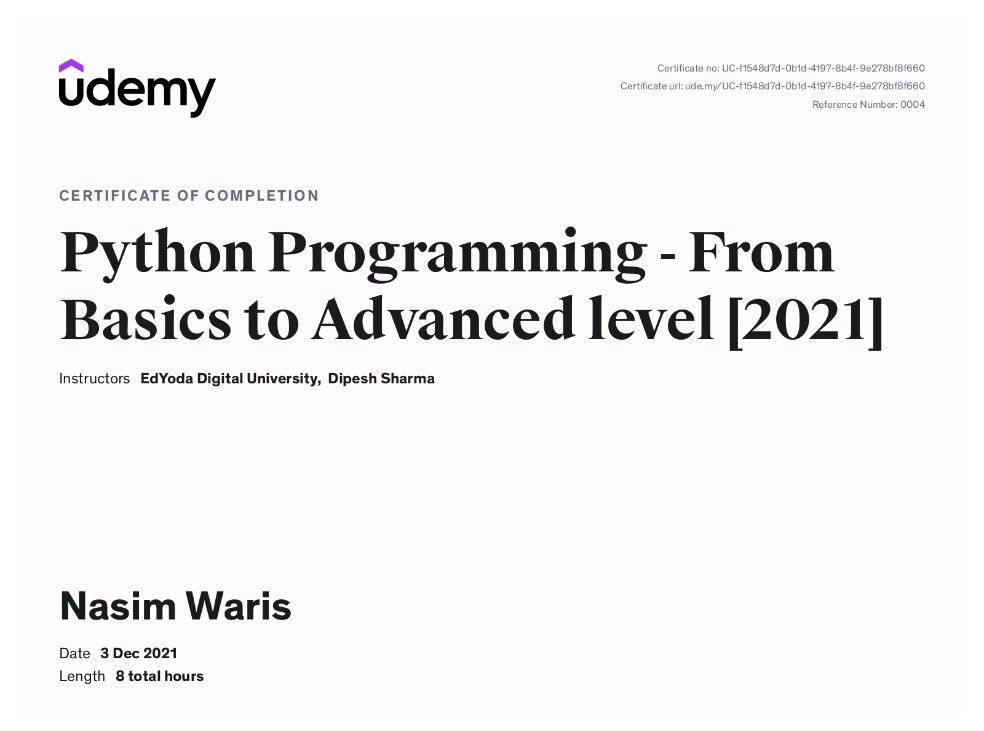 udemy
Certificate no: UC-f1548d7d-0b1d-4197-8b4f-9e278bf8f660
Certificate url: ude.my/UC-f1548d7d-0b1d-4197-8b4f-9e278bf8f660
Reference Number: 0004
CERTIFICATE OF COMPLETION
Python Programming - From
Basics to Advanced level [2021]
Instructors EdYoda Digital University, Dipesh Sharma
Nasim Waris
Date 3 Dec 2021
Length 8 total hours